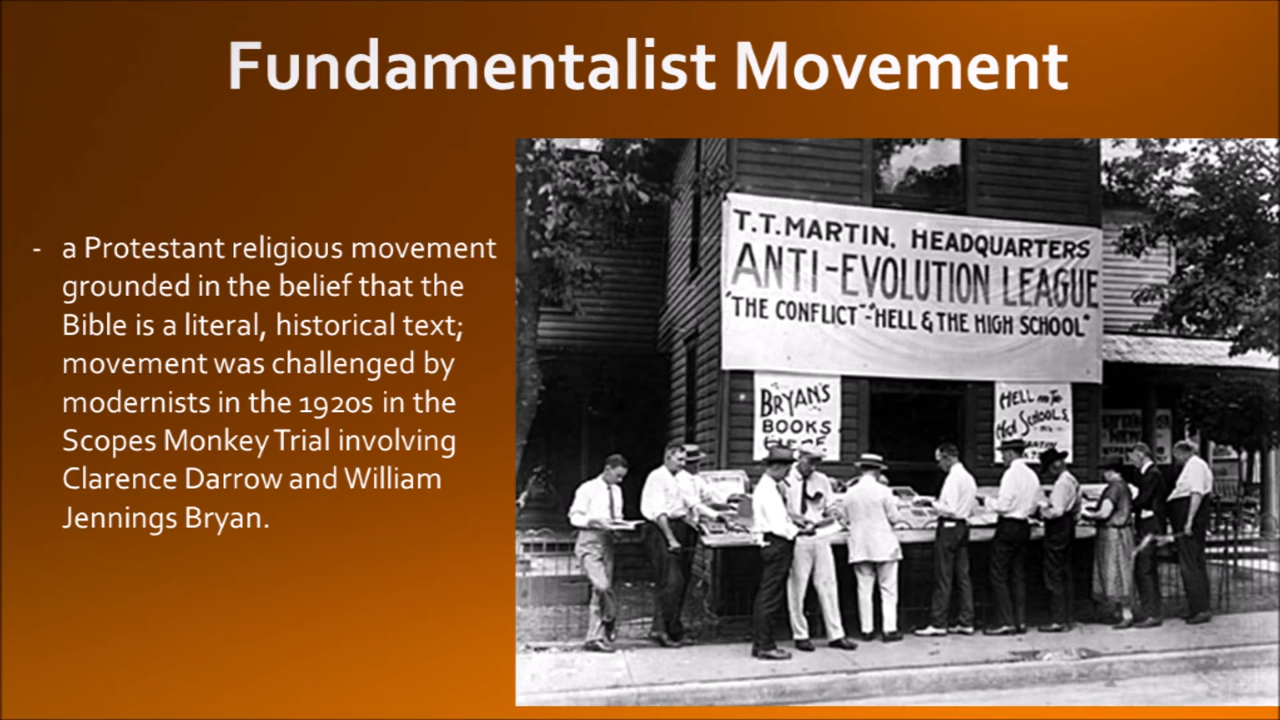 Fundamentalist Movement
- a Protestant religious movement
grounded in the belief that the
Bible is a literal, historical text;
movement was challenged by
modernists in the 1920s in the
Scopes Monkey Trial involving
Clarence Darrow and William
Jennings Bryan.
T.T. MARTIN. HEADQUARTERS
ANTI-EVOLUTION LEAGUE
"THE CONFLICT"-"HELL & THE HIGH SCHOOL"
BRYAN'S
BOOKS
HELL